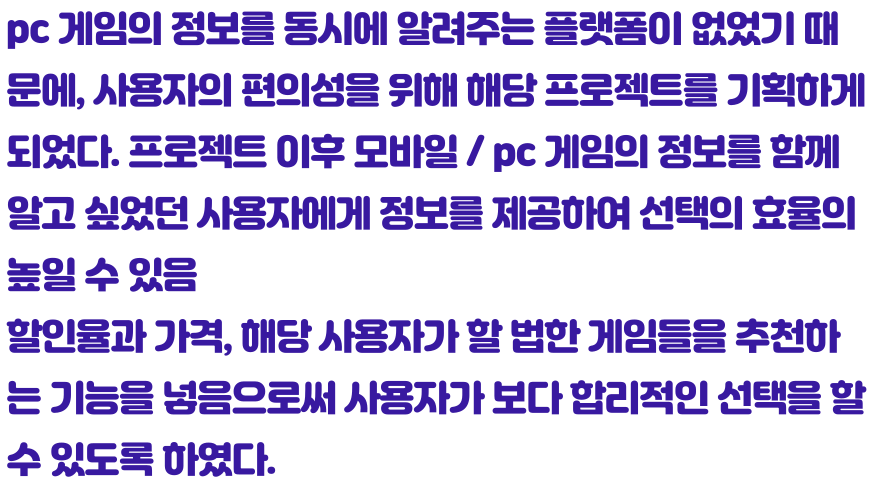 pc 게임의 정보를 동시에 알려주는 플랫폼이 없었기 때
문에, 사용자의 편의성을 위해 해당 프로젝트를 기획하게
되었다. 프로젝트 이후 모바일 / pc 게임의 정보를 함께
알고 싶었던 사용자에게 정보를 제공하여 선택의 효율의
높일 수 있음
할인율과 가격, 해당 사용자가 할 법한 게임들을 추천하
는 기능을 넣음으로써 사용자가 보다 합리적인 선택을 할
수 있도록 하였다.